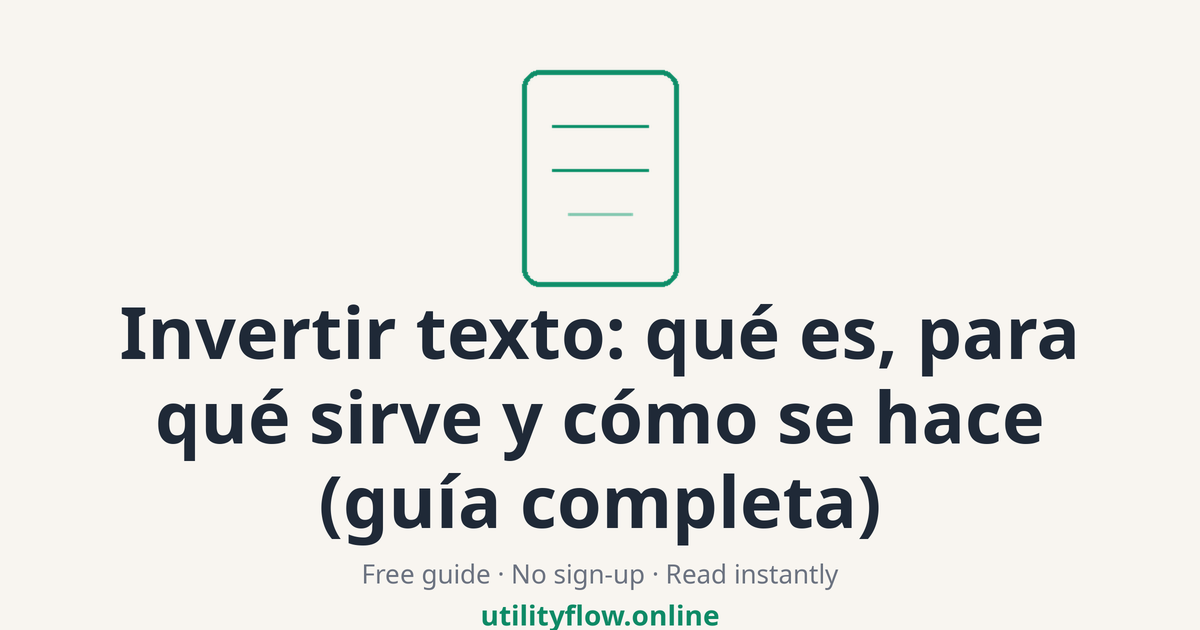 Invertir texto: qué es, para
qué sirve y cómo se hace
(guía completa)
Free guide · No sign-up · Read instantly
utilityflow.online